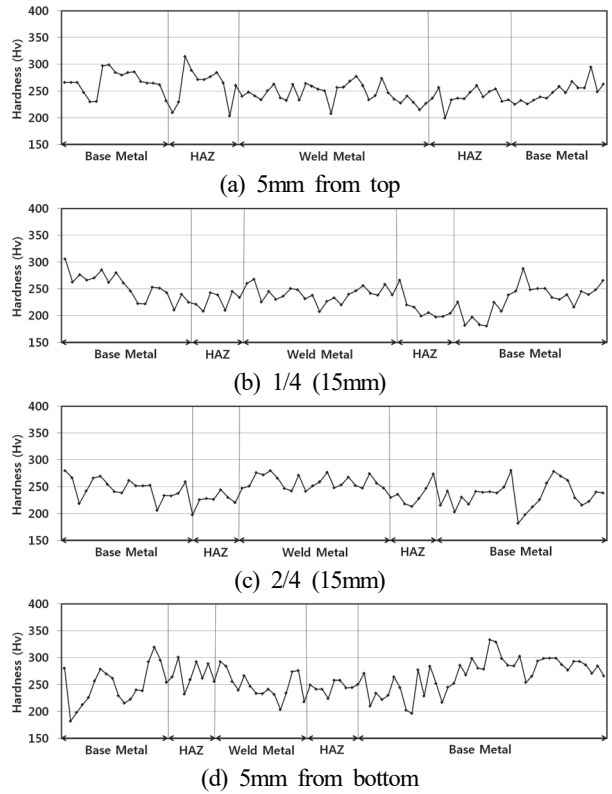 400
350
300
250
200
150
Hardness (Hv)
Base Metal HAZ Weld Metal HAZ Base Metal
(a) 5mm from top
400
350
300
250
200
150
Hardness (Hv)
Base Metal HAZ Weld Metal HAZ Base Metal
(b) 1/4 (15mm)
400
350
300
250
200
150
Hardness (Hv)
Base Metal HAZ Weld Metal HAZ Base Metal
(c) 2/4 (15mm)
400
350
300
250
200
150
Hardness (Hv)
Base Metal HAZ Weld Metal HAZ Base Metal
(d) 5mm from bottom